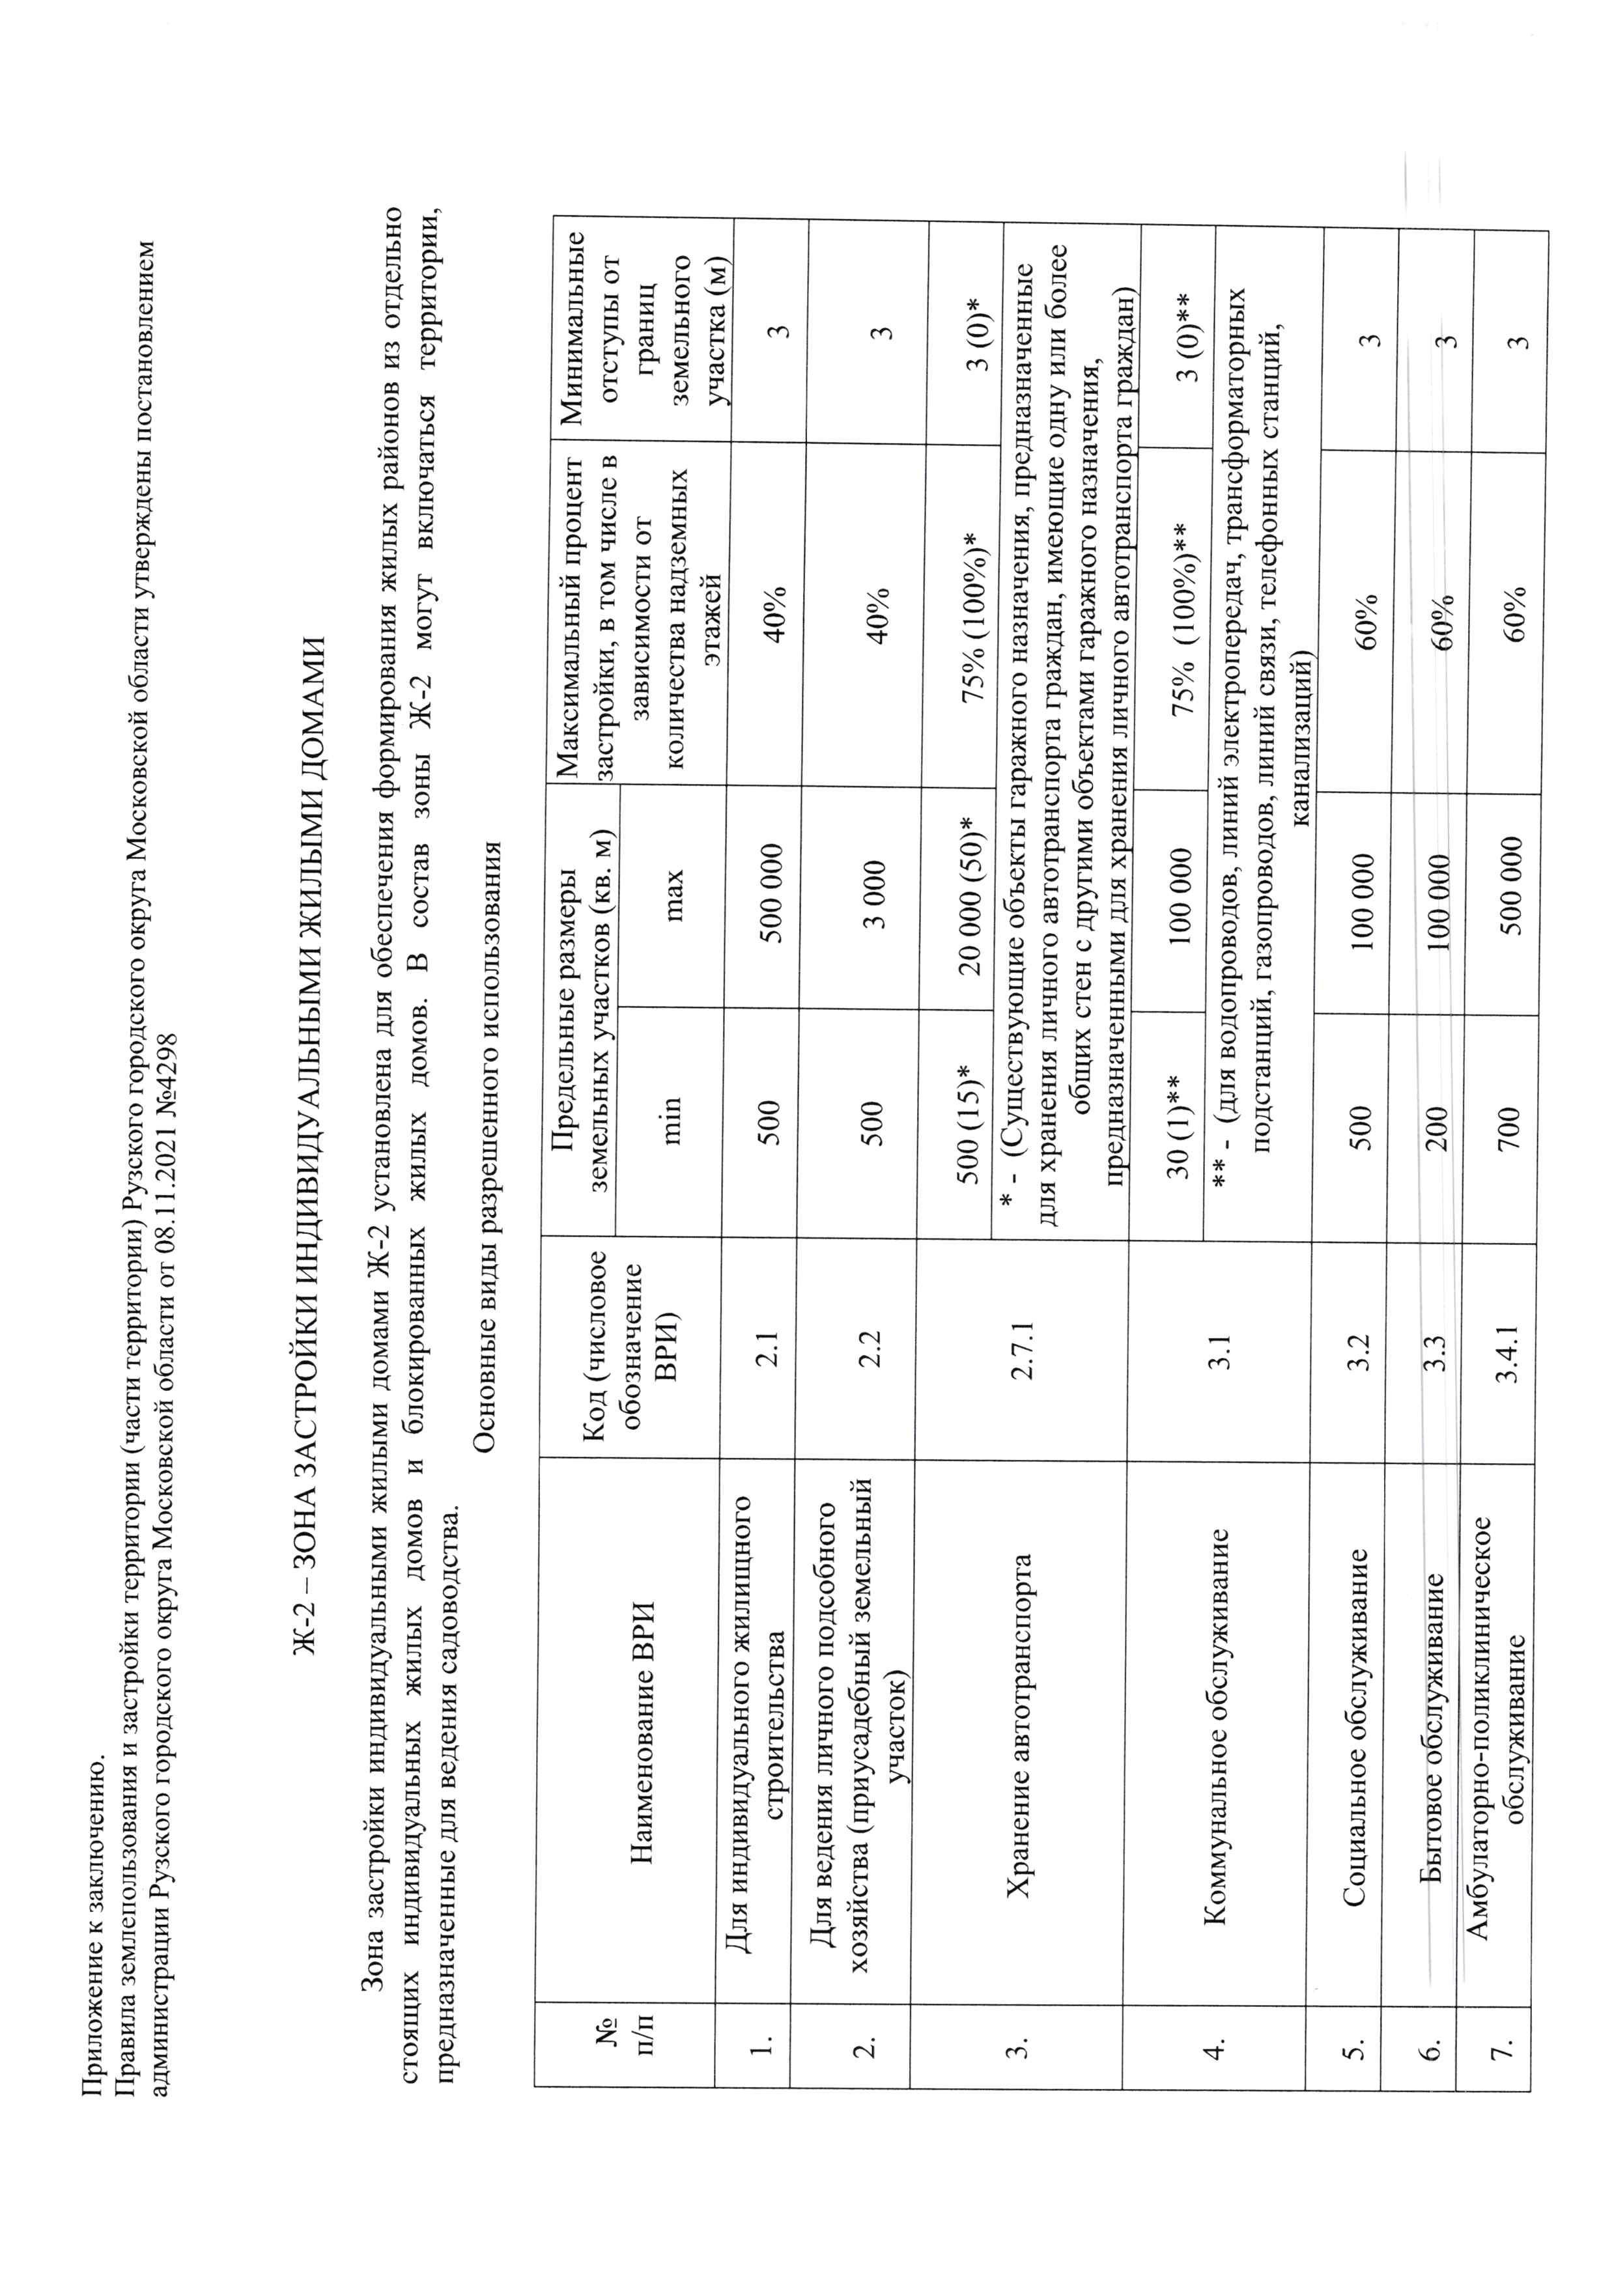 Приложение к заключению.
Правила землепользования и застройки территории (части территории) Рузского городского округа Московской области утверждены постановлением
администрации Рузского городского округа Московской области от 08.11.2021 №4298
Ж-2 – ЗОНА ЗАСТРОЙКИ ИНДИВИДУАЛЬНЫМИ ЖИЛЫМИ ДОМАМИ
Зона застройки индивидуальными жилыми домами Ж-2 установлена для обеспечения формирования жилых районов из отдельно
стоящих индивидуальных жилых домов и блокированных жилых домов. В состав зоны Ж-2 могут включаться территории,
предназначенные для ведения садоводства.
Основные виды разрешенного использования
№
п/п
Наименование ВРИ
Код (числовое
обозначение
ВРИ)
Предельные размеры
земельных участков (кв. м)
min
max
Максимальный процент
застройки, в том числе в
зависимости от
количества надземных
этажей
Минимальные
отступы от
границ
земельного
участка (м)
1.
Для индивидуального жилищного
строительства
2.1
500
500 000
40%
3
2.
Для ведения личного подсобного
хозяйства (приусадебный земельный
участок)
2.2
500
3 000
40%
3
3.
Хранение автотранспорта
2.7.1
500 (15)*
20 000 (50)*
75% (100%)*
3 (0)*
* - (Существующие объекты гаражного назначения, предназначенные
для хранения личного автотранспорта граждан, имеющие одну или более
общих стен с другими объектами гаражного назначения,
предназначенными для хранения личного автотранспорта граждан)
4.
Коммунальное обслуживание
3.1
30 (1)**
100 000
75% (100%)**
3 (0)**
** - (для водопроводов, линий электропередач, трансформаторных
подстанций, газопроводов, линий связи, телефонных станций,
канализаций)
5.
Социальное обслуживание
3.2
500
100 000
60%
3
6.
Бытовое обслуживание
3.3
200
100 000
60%
3
7.
Амбулаторно-поликлиническое
обслуживание
3.4.1
700
500 000
60%
3